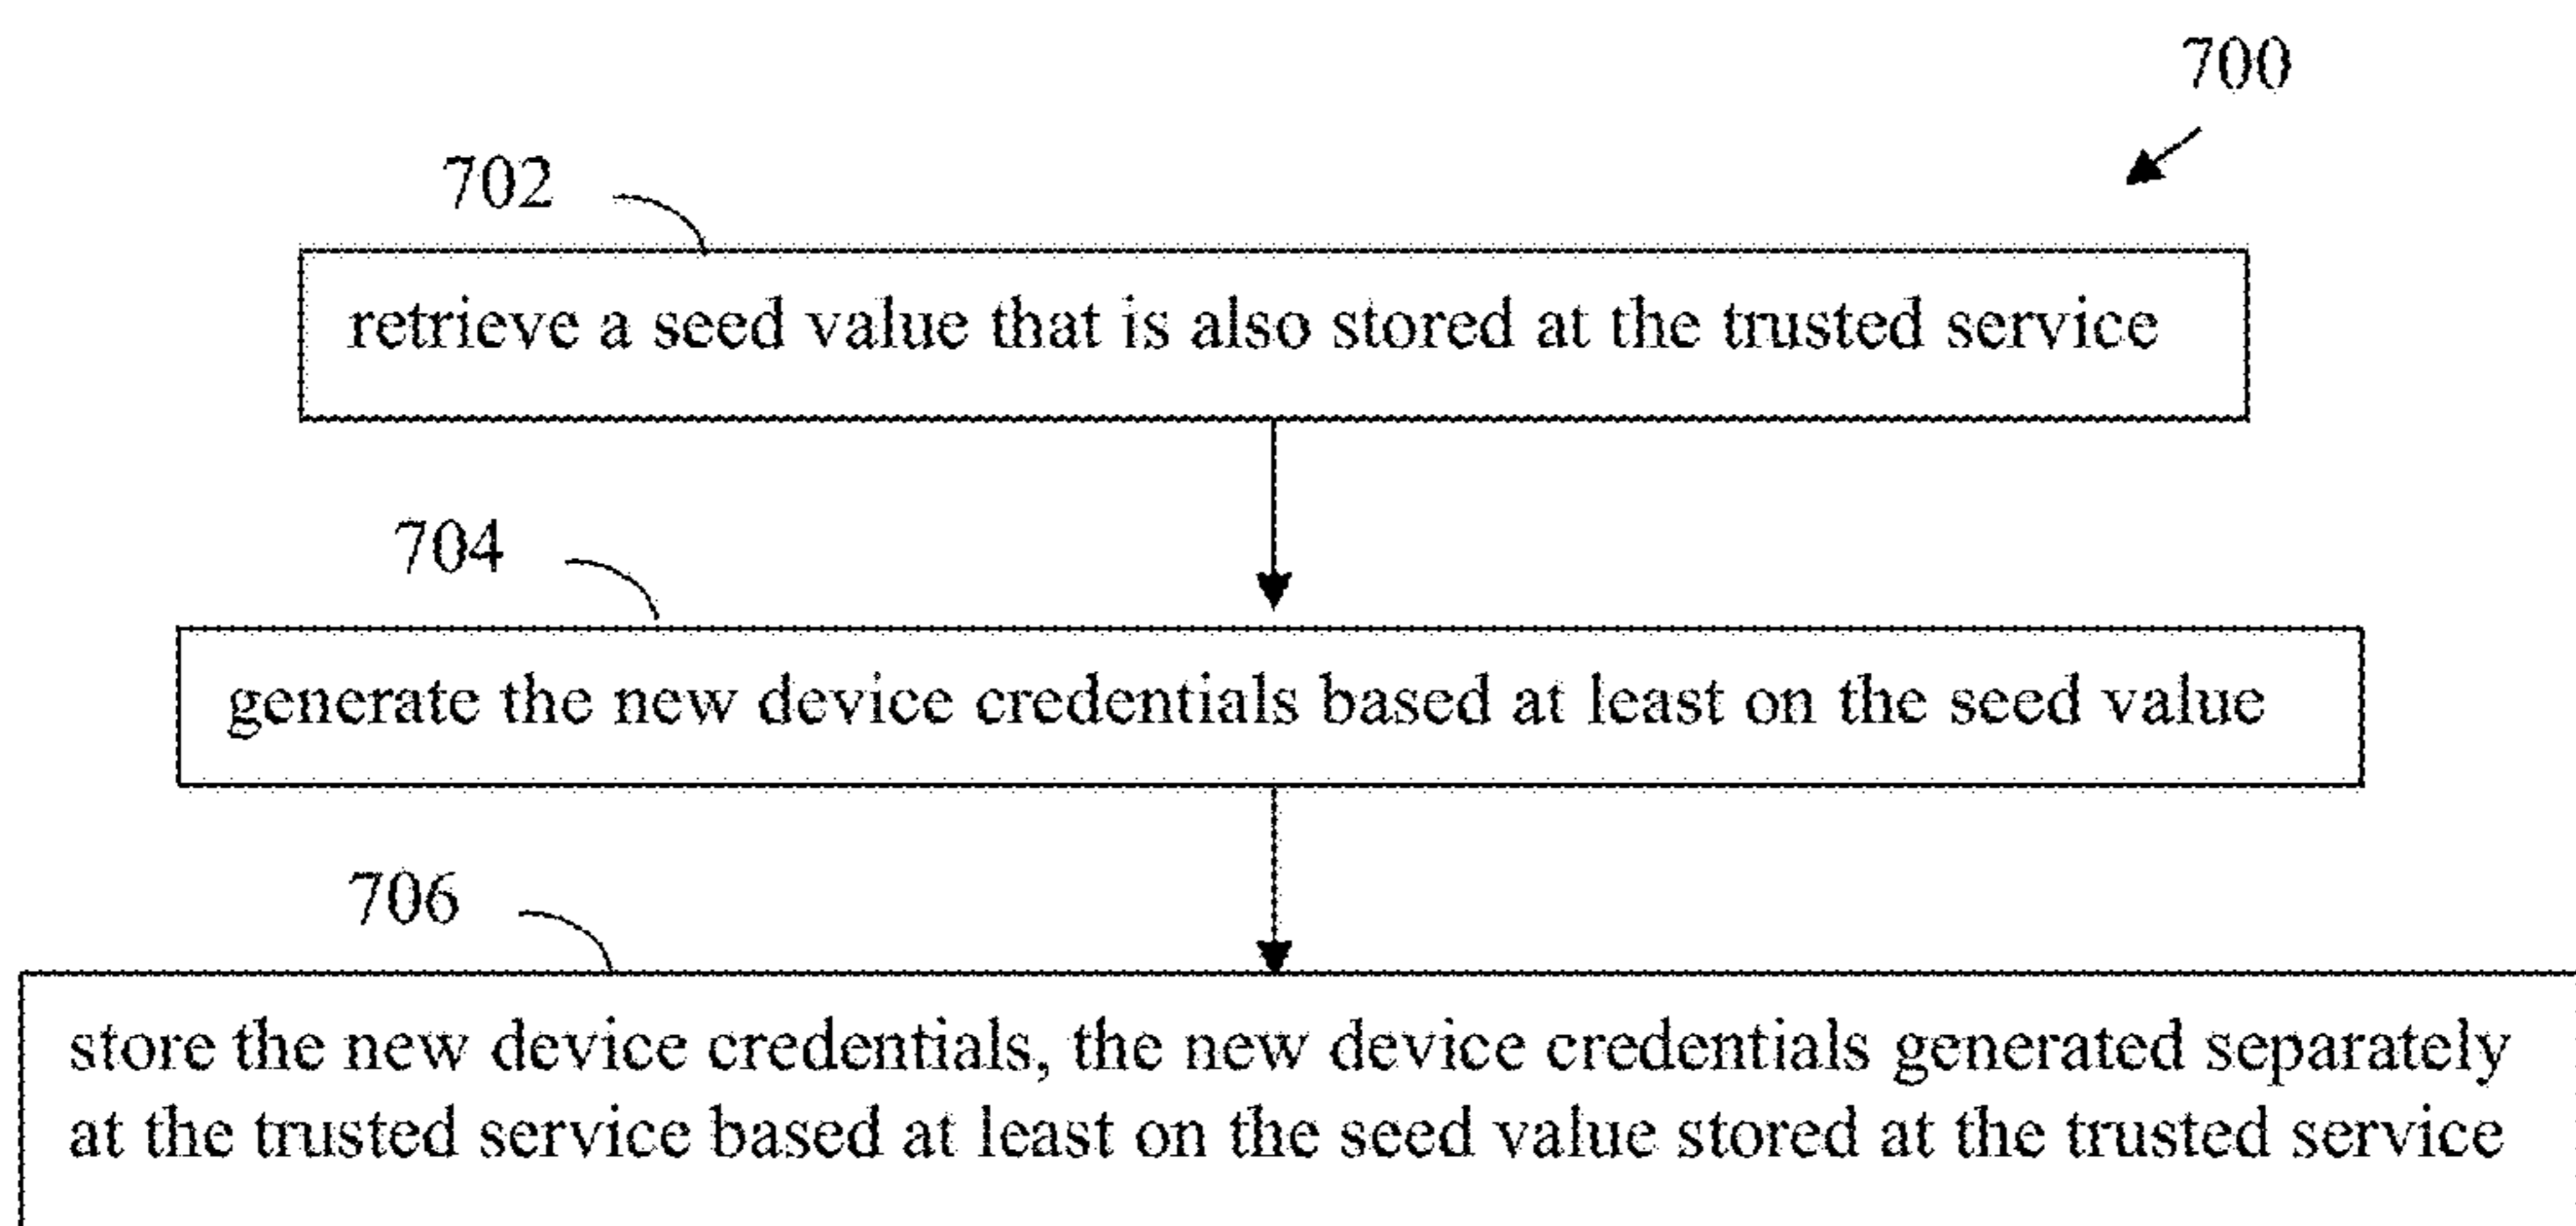 700
702
retrieve a seed value that is also stored at the trusted service
704
generate the new device credentials based at least on the seed value
706
store the new device credentials, the new device credentials generated separately
at the trusted service based at least on the seed value stored at the trusted service